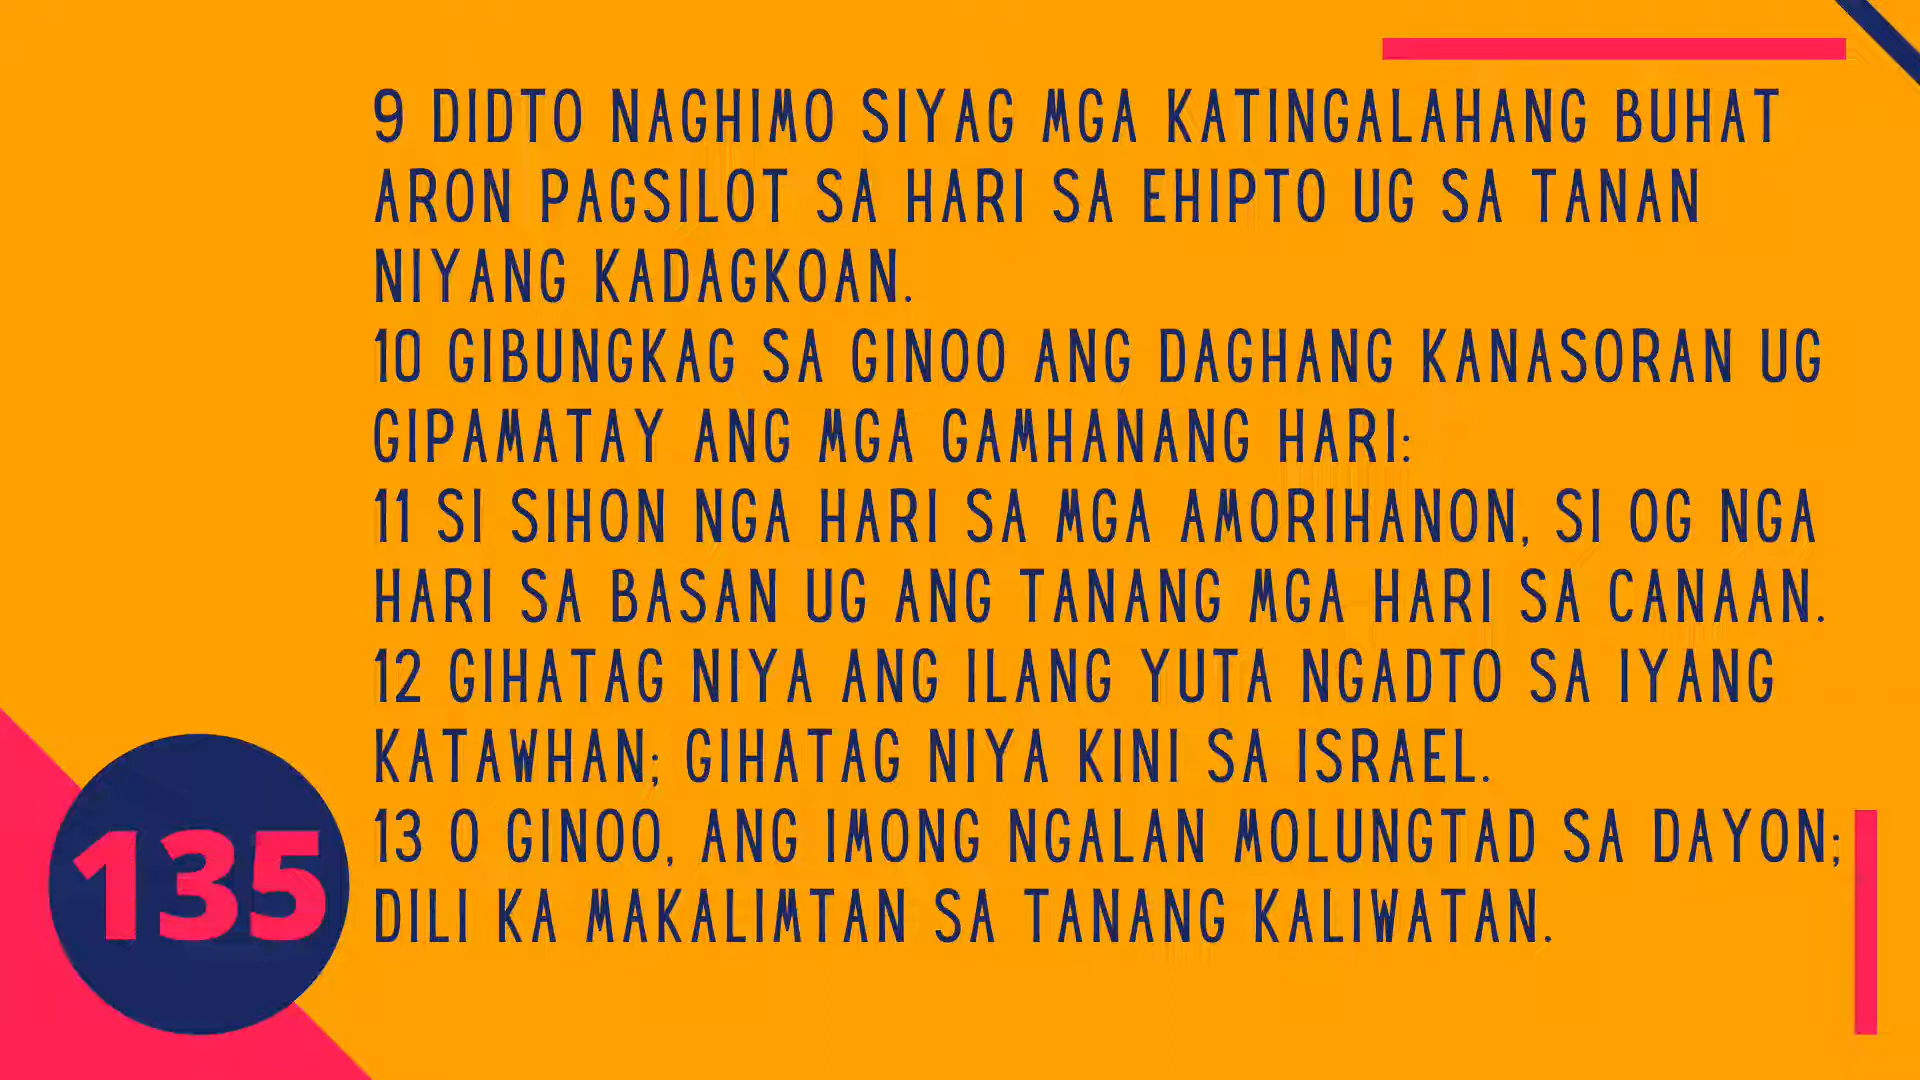 9 DIDTO NAGHIMO SIYAG MGA KATINGALAHANG BUHAT
ARON PAGSILOT SA HARI SA EHIPTO UG SA TANAN
NIYANG KADAGKOAN.
10 GIBUNGKAG SA GINOO ANG DAGHANG KANASORAN UG
GIPAMATAY ANG MGA GAMHANANG HARI:
11 SI SIHON NGA HARI SA MGA AMORIHANON, SI OG NGA
HARI SA BASAN UG ANG TANANG MGA HARI SA CANAAN.
12 GIHATAG NIYA ANG ILANG YUTA NGADTO SA IYANG
KATAWHAN; GIHATAG NIYA KINI SA ISRAEL.
13 O GINOO, ANG IMONG NGALAN MOLUNGTAD SA DAYON;
DILI KA MAKALIMTAN SA TANANG KALIWATAN.
135